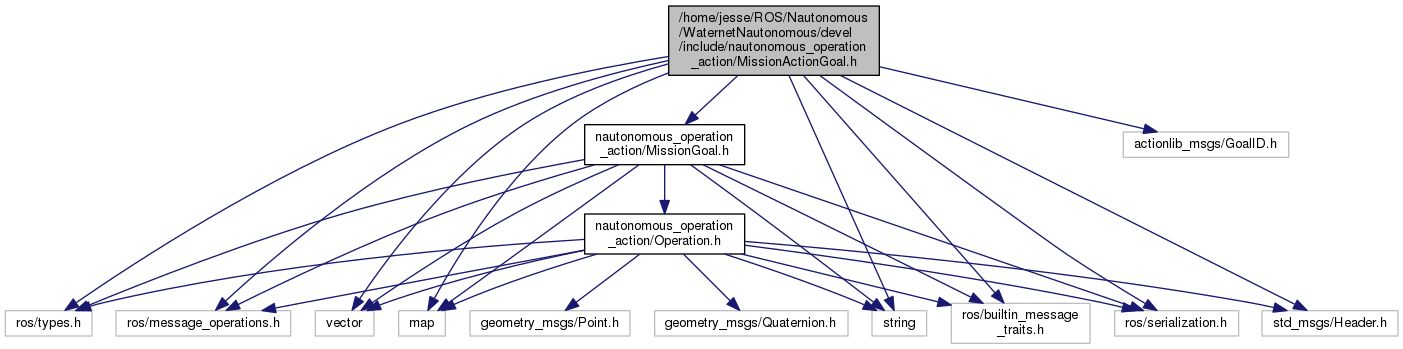 /home/jesse/ROS/Nautonomous
/WaternetNautonomous/devel
/include/nautonomous_operation
_action/MissionActionGoal.h
nautonomous_operation
_action/MissionGoal.h
actionlib_msgs/GoalID.h
nautonomous_operation
_action/Operation.h
ros/types.h
ros/message_operations.h
vector
map
geometry_msgs/Point.h
geometry_msgs/Quaternion.h
string
ros/builtin_message
_traits.h
ros/serialization.h
std_msgs/Header.h